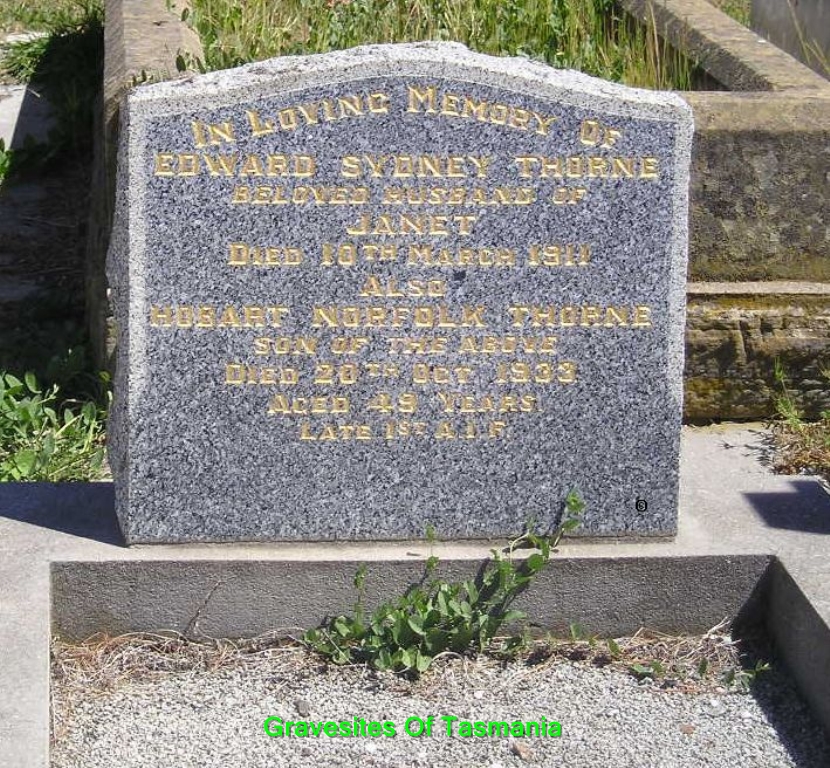 In Loving Memory Of
EDWARD SYDNEY THORNE
BELOVED HUSBAND OF
JANET
Died 10th March 1911
Also
HOBART NORFOLK THORNE
SON OF THE ABOVE
Died 20th Oct 1933
Aged 49 Years.
Late 1st A.I.F.
Gravesites Of Tasmania